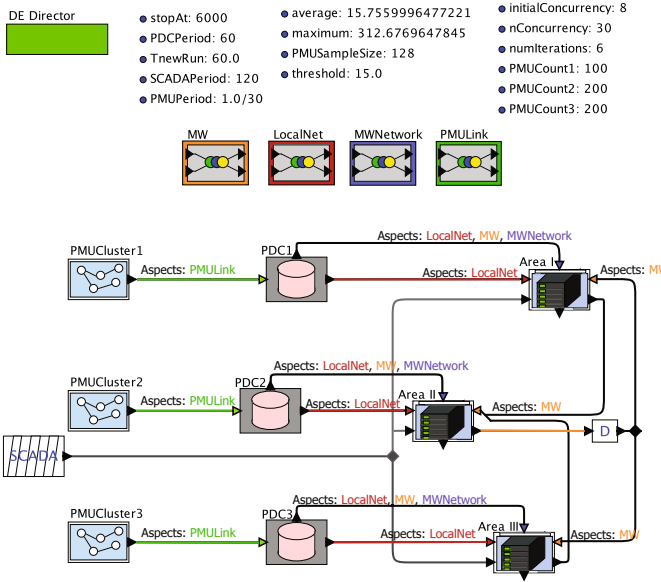 DE Director
stopAt: 6000
PDCPeriod: 60
TnewRun: 60.0
SCADAPeriod: 120
PMUPeriod: 1.0/30
average: 15.7559996477221
maximum: 312.6769647845
PMUSampleSize: 128
threshold: 15.0
initialConcurrency: 8
nConcurrency: 30
numIterations: 6
PMUCount1: 100
PMUCount2: 200
PMUCount3: 200
MW
LocalNet
MWNetwork
PMULink
Aspects: LocalNet, MW, MWNetwork
PMUCluster1
PDC1
Area I
Aspects: PMULink
Aspects: LocalNet
Aspects: MW
Aspects: LocalNet, MW, MWNetwork
PMUCluster2
PDC2
Area II
Aspects: PMULink
Aspects: LocalNet
Aspects: MW
D
SCADA
Aspects: LocalNet, MW, MWNetwork
PMUCluster3
PDC3
Area III
Aspects: PMULink
Aspects: LocalNet
Aspects: MW